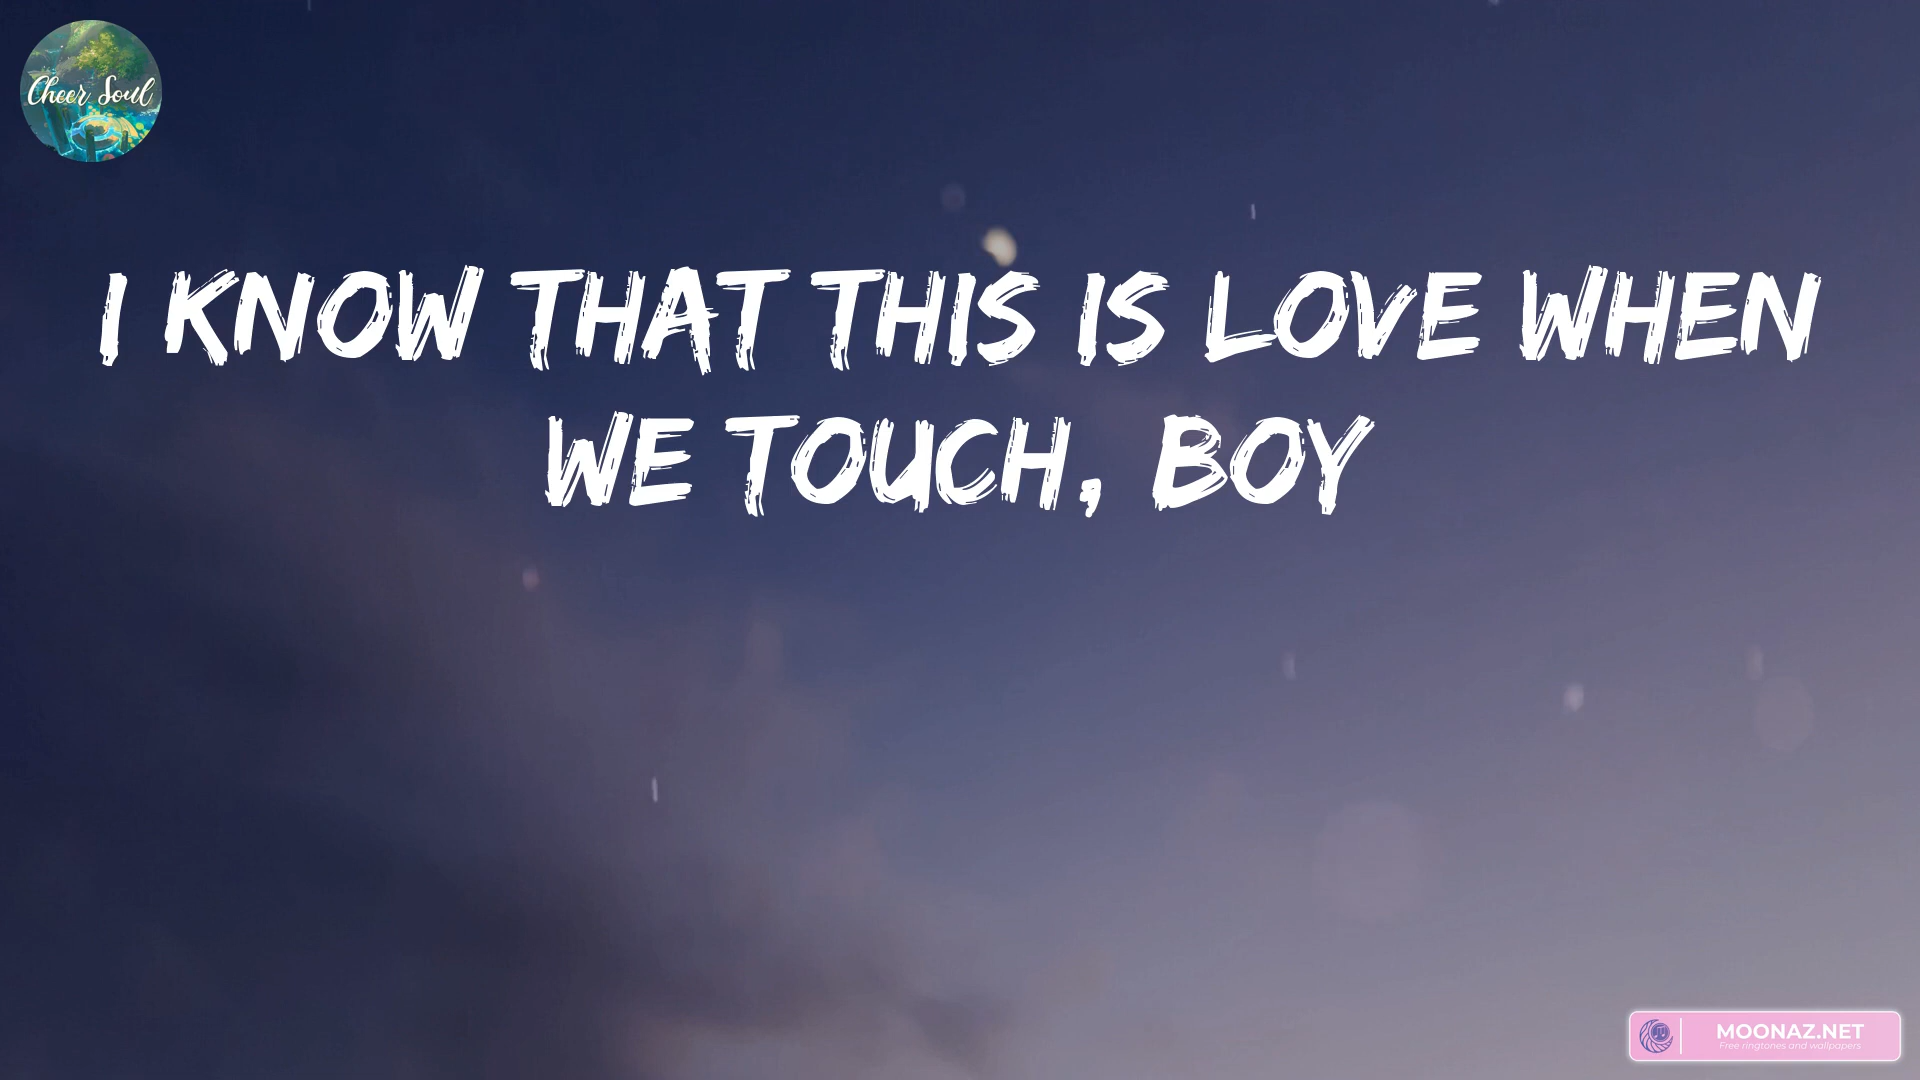 Cheer Soul
I KNOW THAT THIS IS LOVE WHEN
WE TOUCH, BOY
MOONAZ.NET
Free ringtones and wallpapers